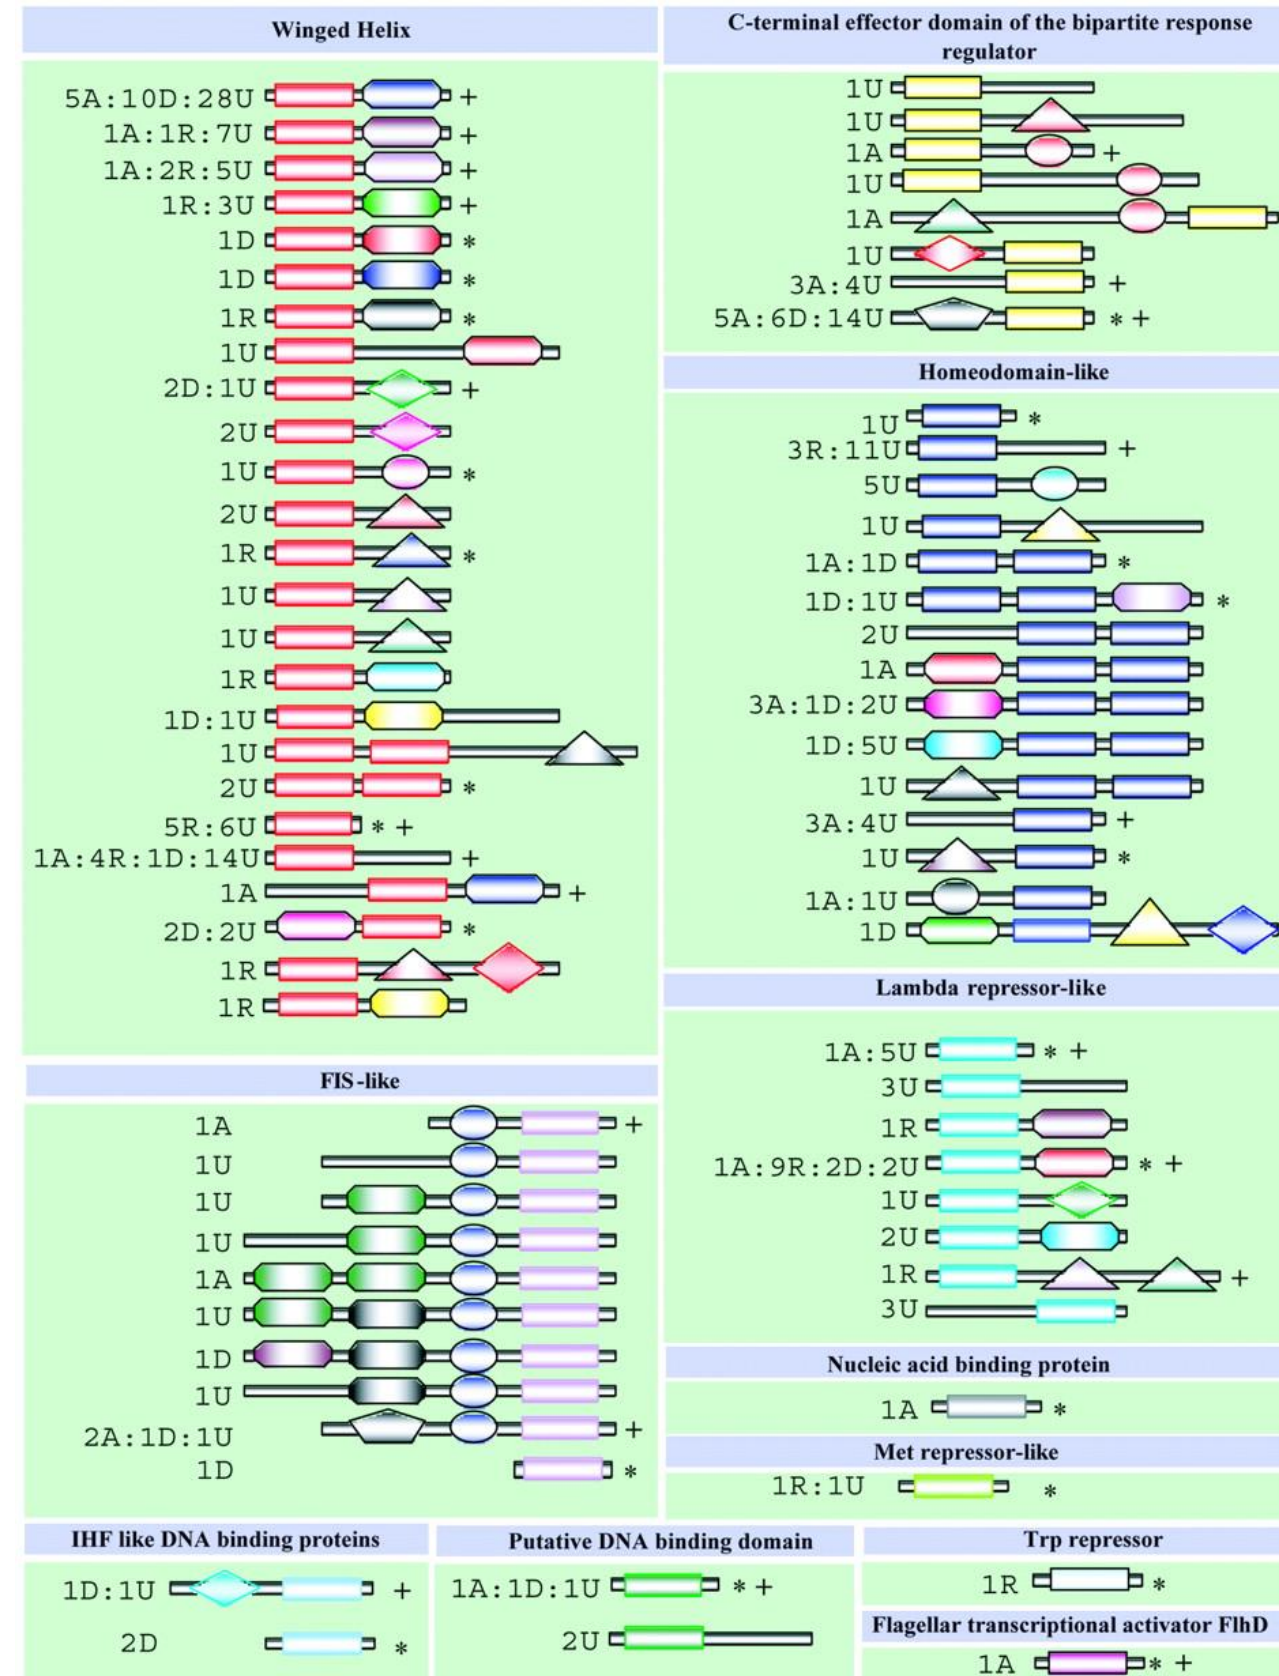 Winged Helix
5A:10D:28U +
1A:1R:7U +
1A:2R:5U +
1R:3U +
1D *
1D *
1R *
1U
2D:1U +
2U
1U *
2U
1R *
1U
1U
1R
1D:1U
1U
2U *
5R:6U * +
1A:4R:1D:14U +
1A +
2D:2U *
1R
1R
FIS-like
1A +
1U
1U
1U
1A
1U
1D
1U
2A:1D:1U +
1D *
C-terminal effector domain of the bipartite response
regulator
1U
1U
1A +
1U
1A
1U
3A:4U +
5A:6D:14U * +
Homeodomain-like
1U *
3R:11U +
5U
1U
1A:1D *
1D:1U *
2U
1A
3A:1D:2U
1D:5U
1U
3A:4U +
1U *
1A:1U
1D
Lambda repressor-like
1A:5U * +
3U
1R
1A:9R:2D:2U * +
1U
2U
1R +
3U
Nucleic acid binding protein
1A *
Met repressor-like
1R:1U *
IHF like DNA binding proteins
1D:1U +
2D *
Putative DNA binding domain
1A:1D:1U * +
2U
Trp repressor
1R *
Flagellar transcriptional activator FlhD
1A * +